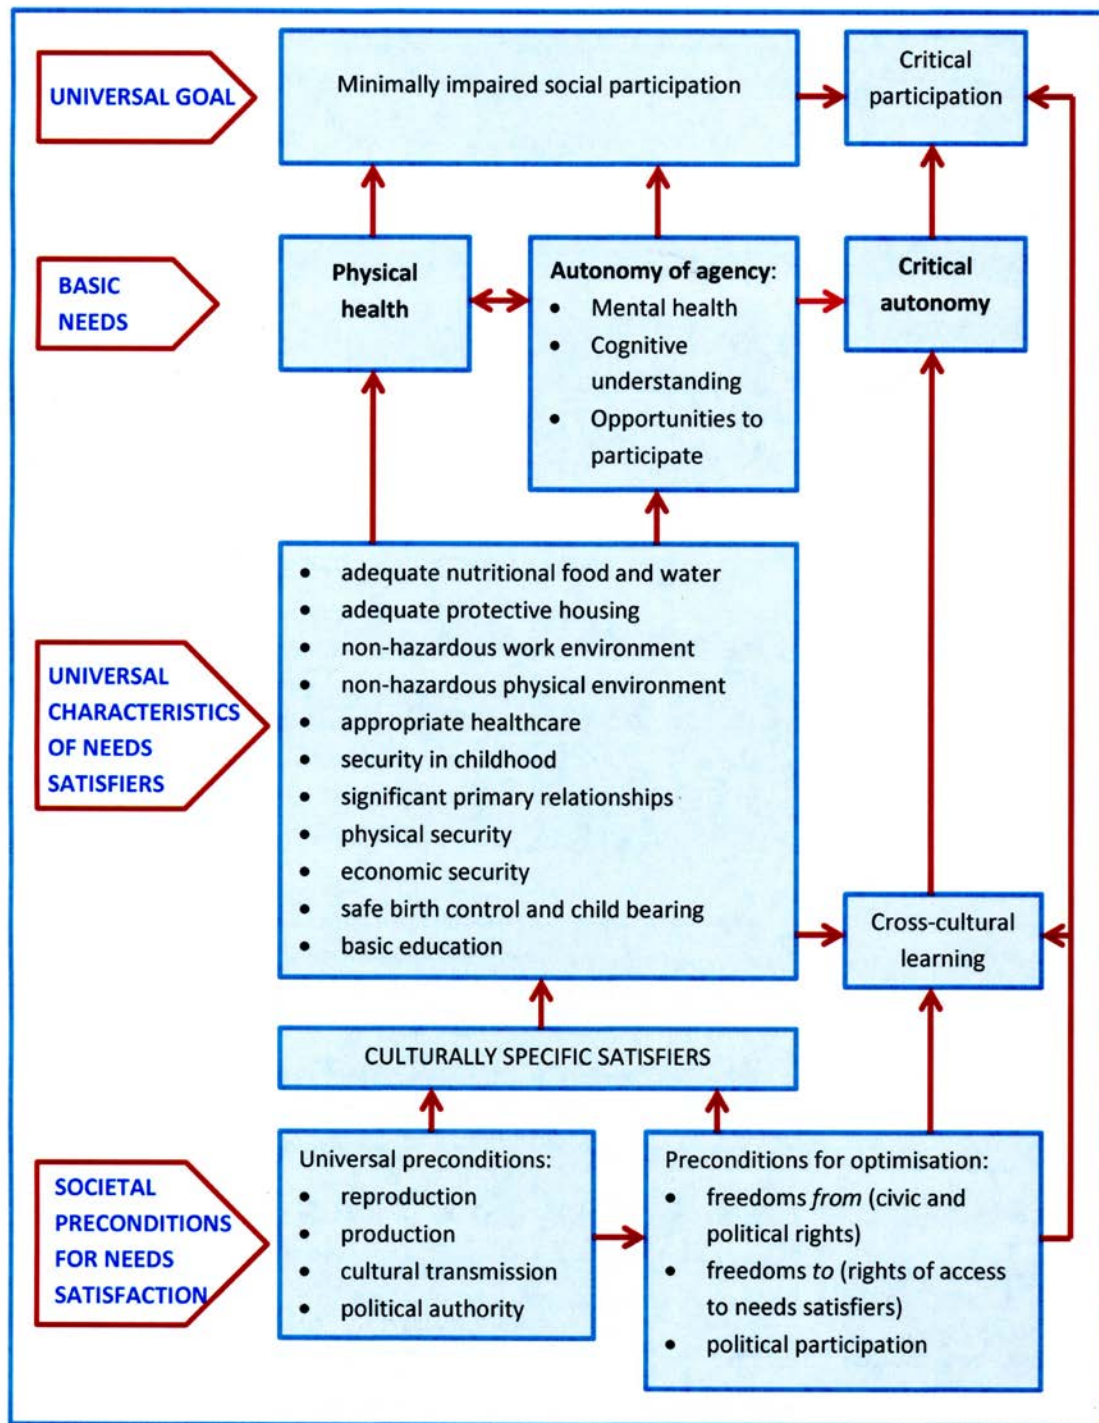 UNIVERSAL GOAL
Minimally impaired social participation
Critical
participation
BASIC
NEEDS
Physical
health
Autonomy of agency:
• Mental health
• Cognitive
understanding
• Opportunities to
participate
Critical
autonomy
UNIVERSAL
CHARACTERISTICS
OF NEEDS
SATISFIERS
• adequate nutritional food and water
• adequate protective housing
• non-hazardous work environment
• non-hazardous physical environment
• appropriate healthcare
• security in childhood
• significant primary relationships
• physical security
• economic security
• safe birth control and child bearing
• basic education
Cross-cultural
learning
CULTURALLY SPECIFIC SATISFIERS
SOCIETAL
PRECONDITIONS
FOR NEEDS
SATISFACTION
Universal preconditions:
• reproduction
• production
• cultural transmission
• political authority
Preconditions for optimisation:
• freedoms from (civic and
political rights)
• freedoms to (rights of access
to needs satisfiers)
• political participation